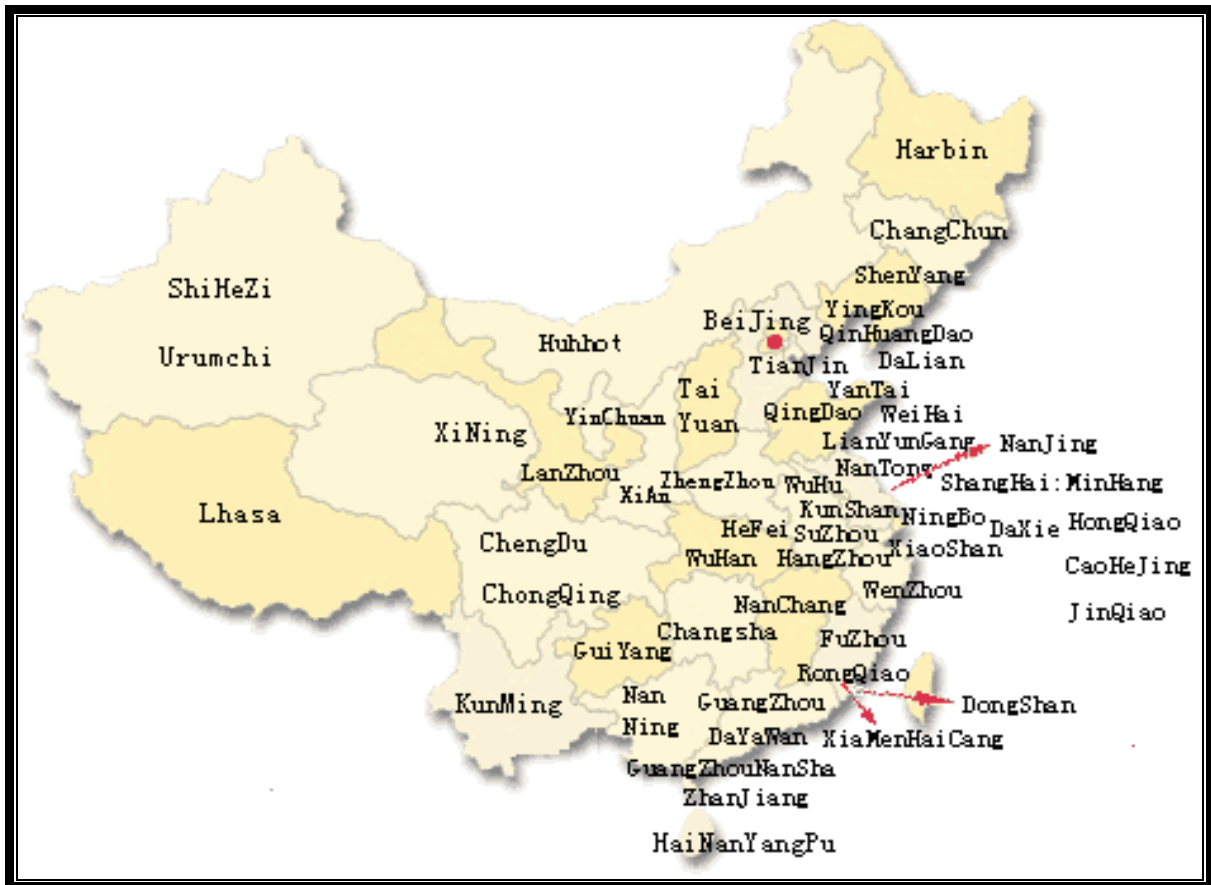 Harbin
ChangChun
ShenYang
ShiHeZi
YingKou
BeiJing
QinHuangDao
Huhhot
Urumchi
TianJin
DaLian
Tai
YanTai
YinChuan
QingDao
WeiHai
Yuan
XiNing
LianYunGang
NanJing
LanZhou
NanTong
ZhengZhou
WuHu
ShangHai:MinHang
XiAn
KunShan
Lhasa
NingBo
HongQiao
HeFei
SuZhou
DaXie
ChengDu
XiaoShan
WuHan
HangZhou
CaoHeJing
ChongQing
WenZhou
NanChang
JinQiao
Changsha
FuZhou
GuiYang
RongQiao
Nan
KunMing
GuangZhou
DongShan
Ning
DaYaWan
XiaMenHaiCang
GuangZhouNanSha
ZhanJiang
HaiNanYangPu